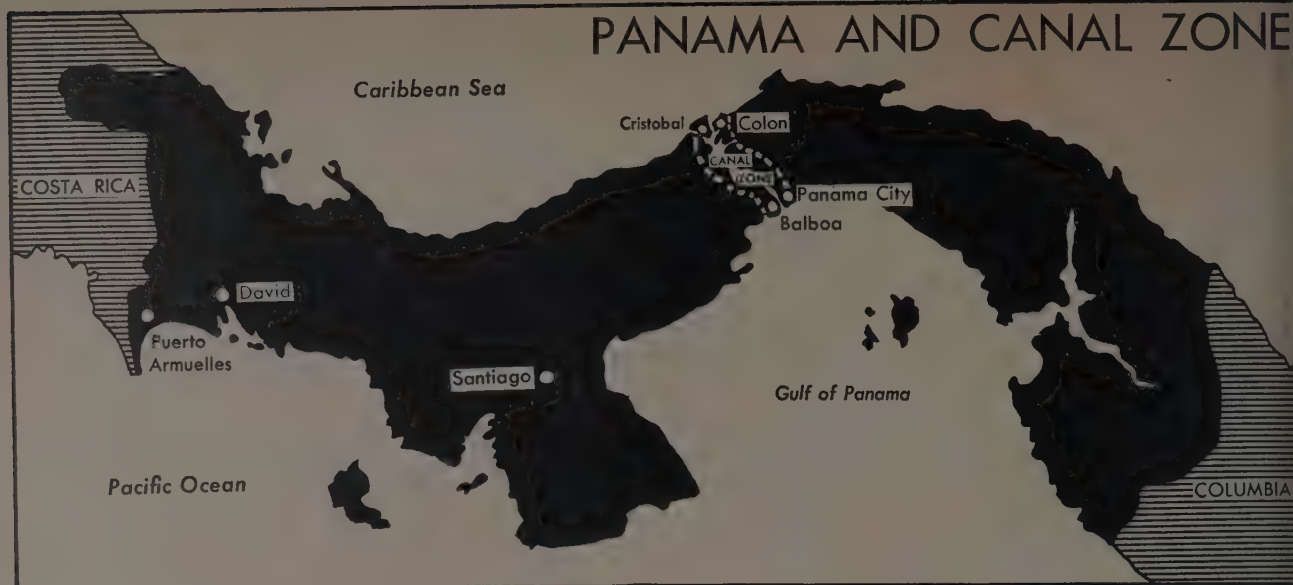 PANAMA AND CANAL ZONE
Caribbean Sea
Cristobal
Colon
CANAL
ZONE
COSTA RICA
Panama City
Balboa
David
Puerto
Armuelles
Santiago
Gulf of Panama
Pacific Ocean
COLUMBIA